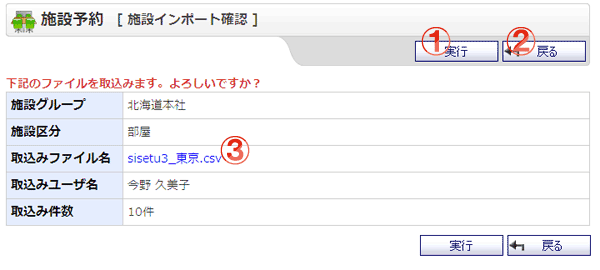 施設予約 [ 施設インポート確認 ]
① 実行 ② 戻る
下記のファイルを取込みます。よろしいですか？
施設グループ 北海道本社
施設区分 部屋
取込みファイル名 sisetu3_東京.csv ③
取込みユーザ名 今野 久美子
取込み件数 10件
実行 戻る